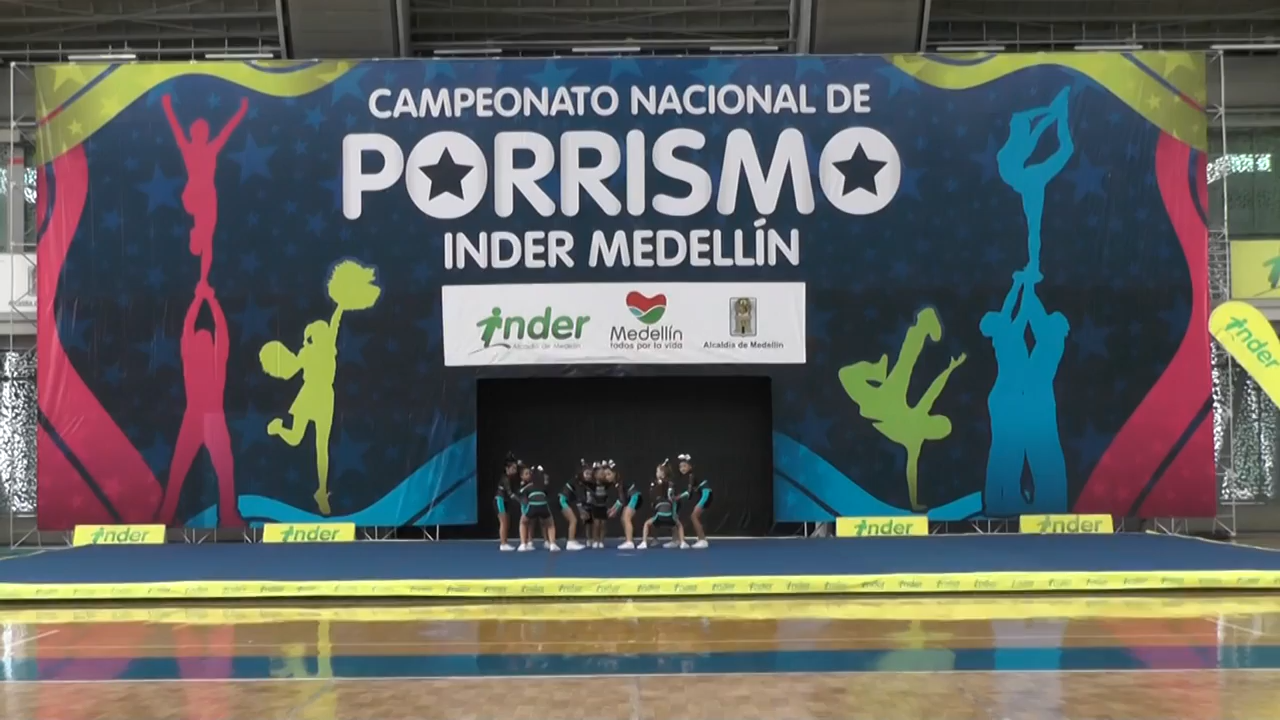 CAMPEONATO NACIONAL DE
PORRISMO
INDER MEDELLÍN
inder
Alcaldía de Medellín
Medellín
todos por la vida
Alcaldía de Medellín
inder
inder
inder
inder
inder